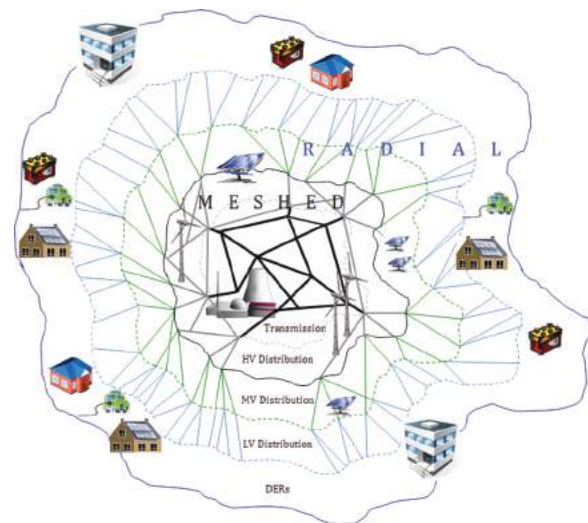 R A D I A L
M E S H E D
Transmission
HV Distribution
MV Distribution
LV Distribution
DERs